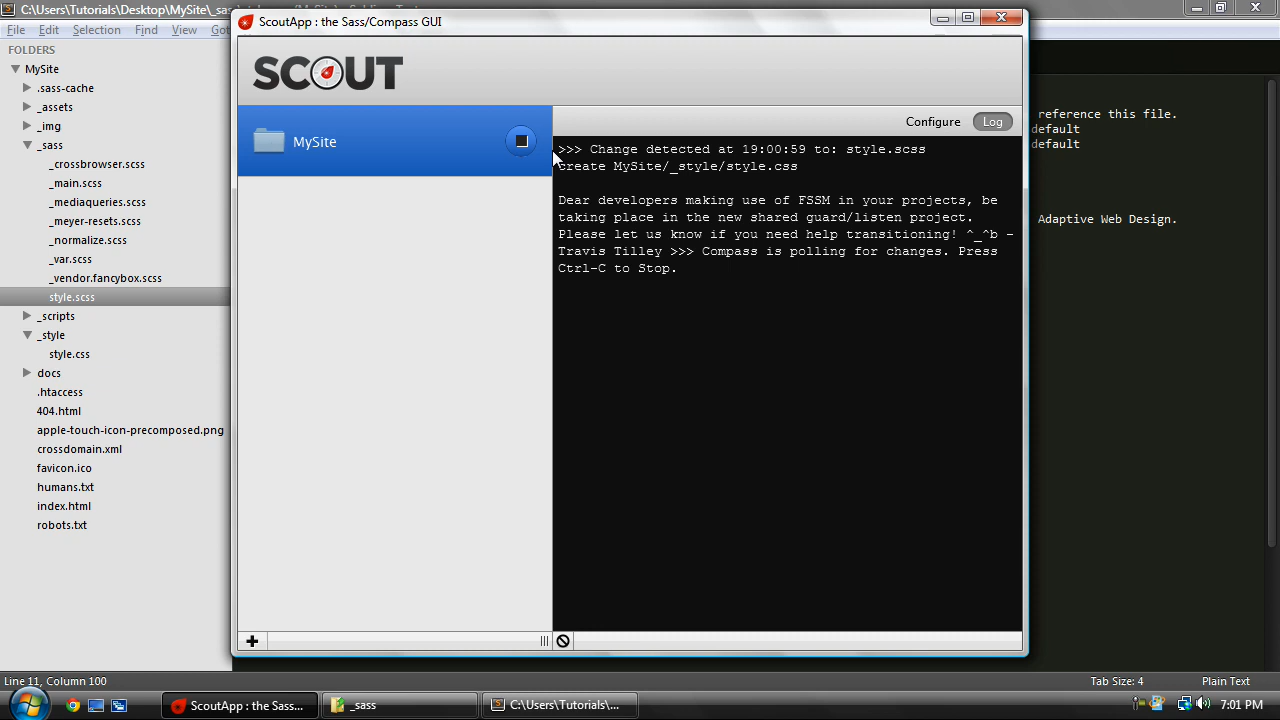 C:\Users\Tutorials\Desktop\MySite\_sas
ScoutApp : the Sass/Compass GUI
File Edit Selection Find View Got
FOLDERS
MySite
.sass-cache
_assets
_img
_sass
_crossbrowser.scss
_main.scss
_mediaqueries.scss
_meyer-resets.scss
_normalize.scss
_var.scss
_vendor.fancybox.scss
style.scss
_scripts
_style
style.css
docs
.htaccess
404.html
apple-touch-icon-precomposed.png
crossdomain.xml
favicon.ico
humans.txt
index.html
robots.txt
SCOUT
MySite
Configure Log
>>> Change detected at 19:00:59 to: style.scss
create MySite/_style/style.css
Dear developers making use of FSSM in your projects, be
taking place in the new shared guard/listen project.
Please let us know if you need help transitioning! ^_^b -
Travis Tilley >>> Compass is polling for changes. Press
Ctrl-C to Stop.
reference this file.
default
default
Adaptive Web Design.
Line 11, Column 100
Tab Size: 4 Plain Text
ScoutApp : the Sass...
_sass
C:\Users\Tutorials\...
7:01 PM